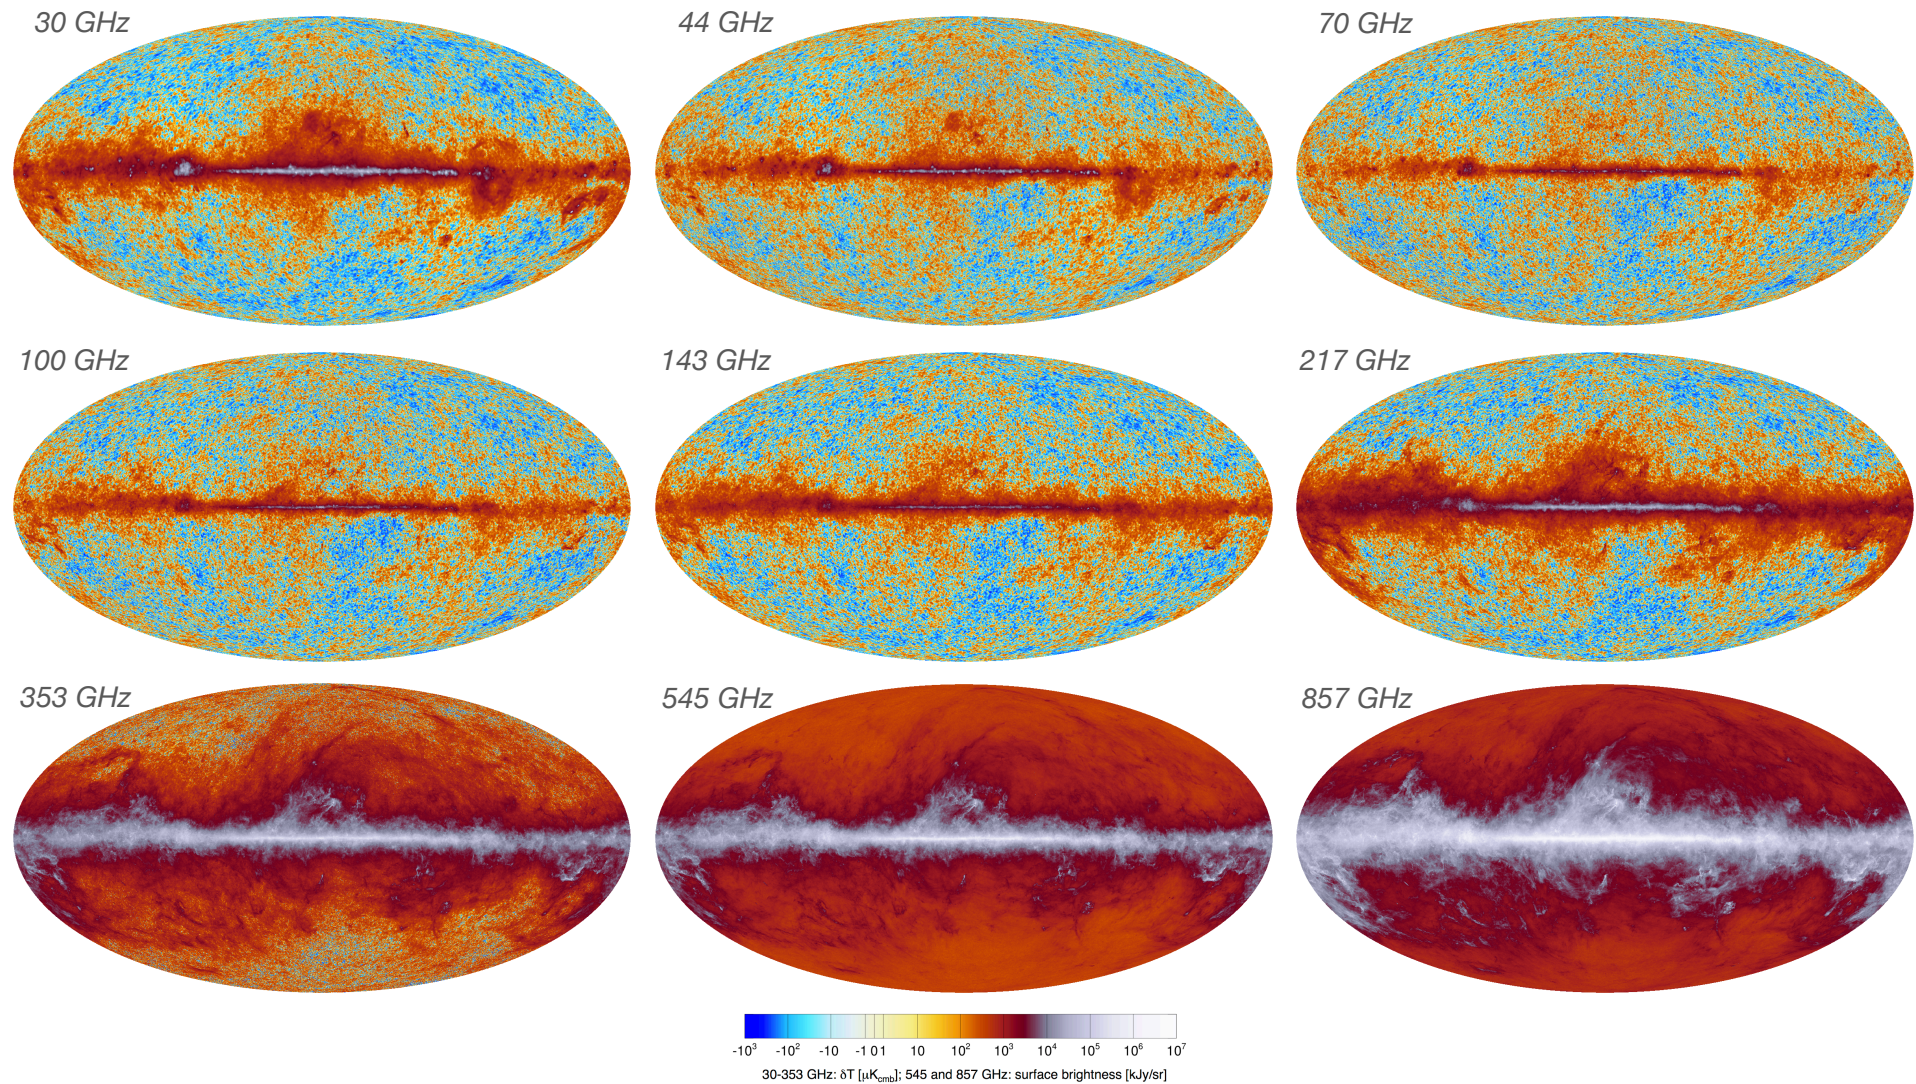 30 GHz
44 GHz
70 GHz
100 GHz
143 GHz
217 GHz
353 GHz
545 GHz
857 GHz
-10³ -10² -10 -1 0 1 10 10² 10³ 10⁴ 10⁵ 10⁶ 10⁷
30-353 GHz: δT [μK_cmb]; 545 and 857 GHz: surface brightness [kJy/sr]